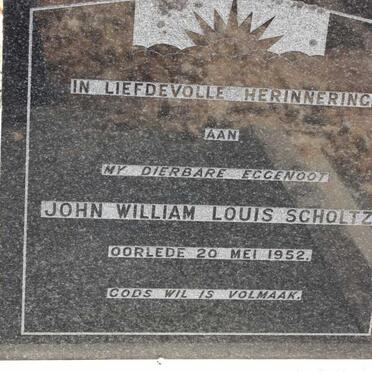 IN LIEFDEVOLLE HERINNERING
AAN
MY DIERBARE EGGENOOT
JOHN WILLIAM LOUIS SCHOLTZ
OORLEDE 20 MEI 1952.
GODS WIL IS VOLMAAK.